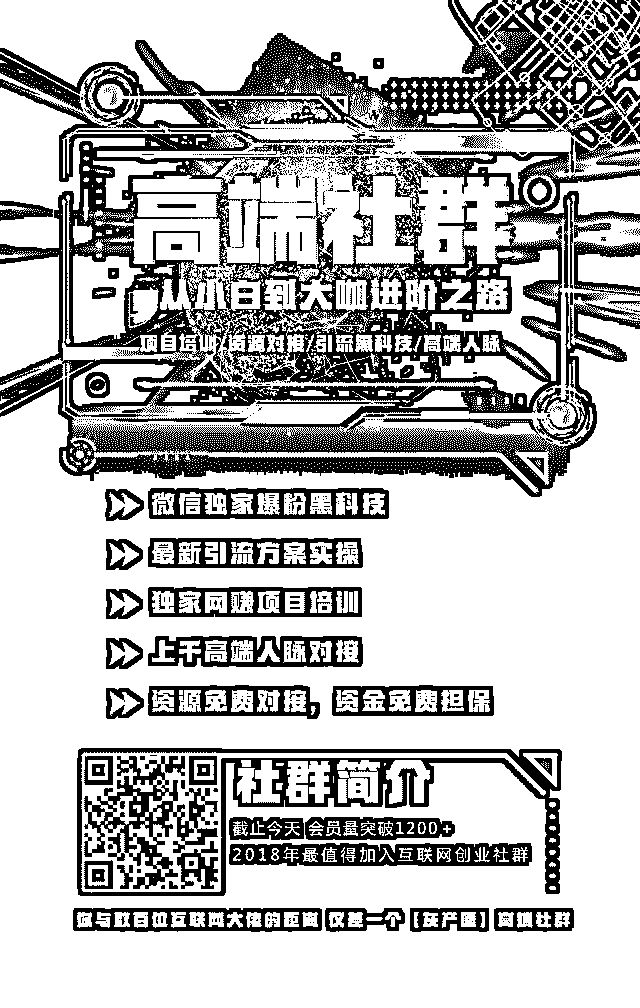 高端社群
从小白到大咖进阶之路
项目培训/资源对接/引流黑科技/高端人脉
微信独家爆粉黑科技
最新引流方案实操
独家网赚项目培训
上千高端人脉对接
资源免费对接，资金免费担保
社群简介
截止今天 会员量突破1200+
2018年最值得加入互联网创业社群
你与数百位互联网大佬的距离 仅差一个【灰产圈】高端社群